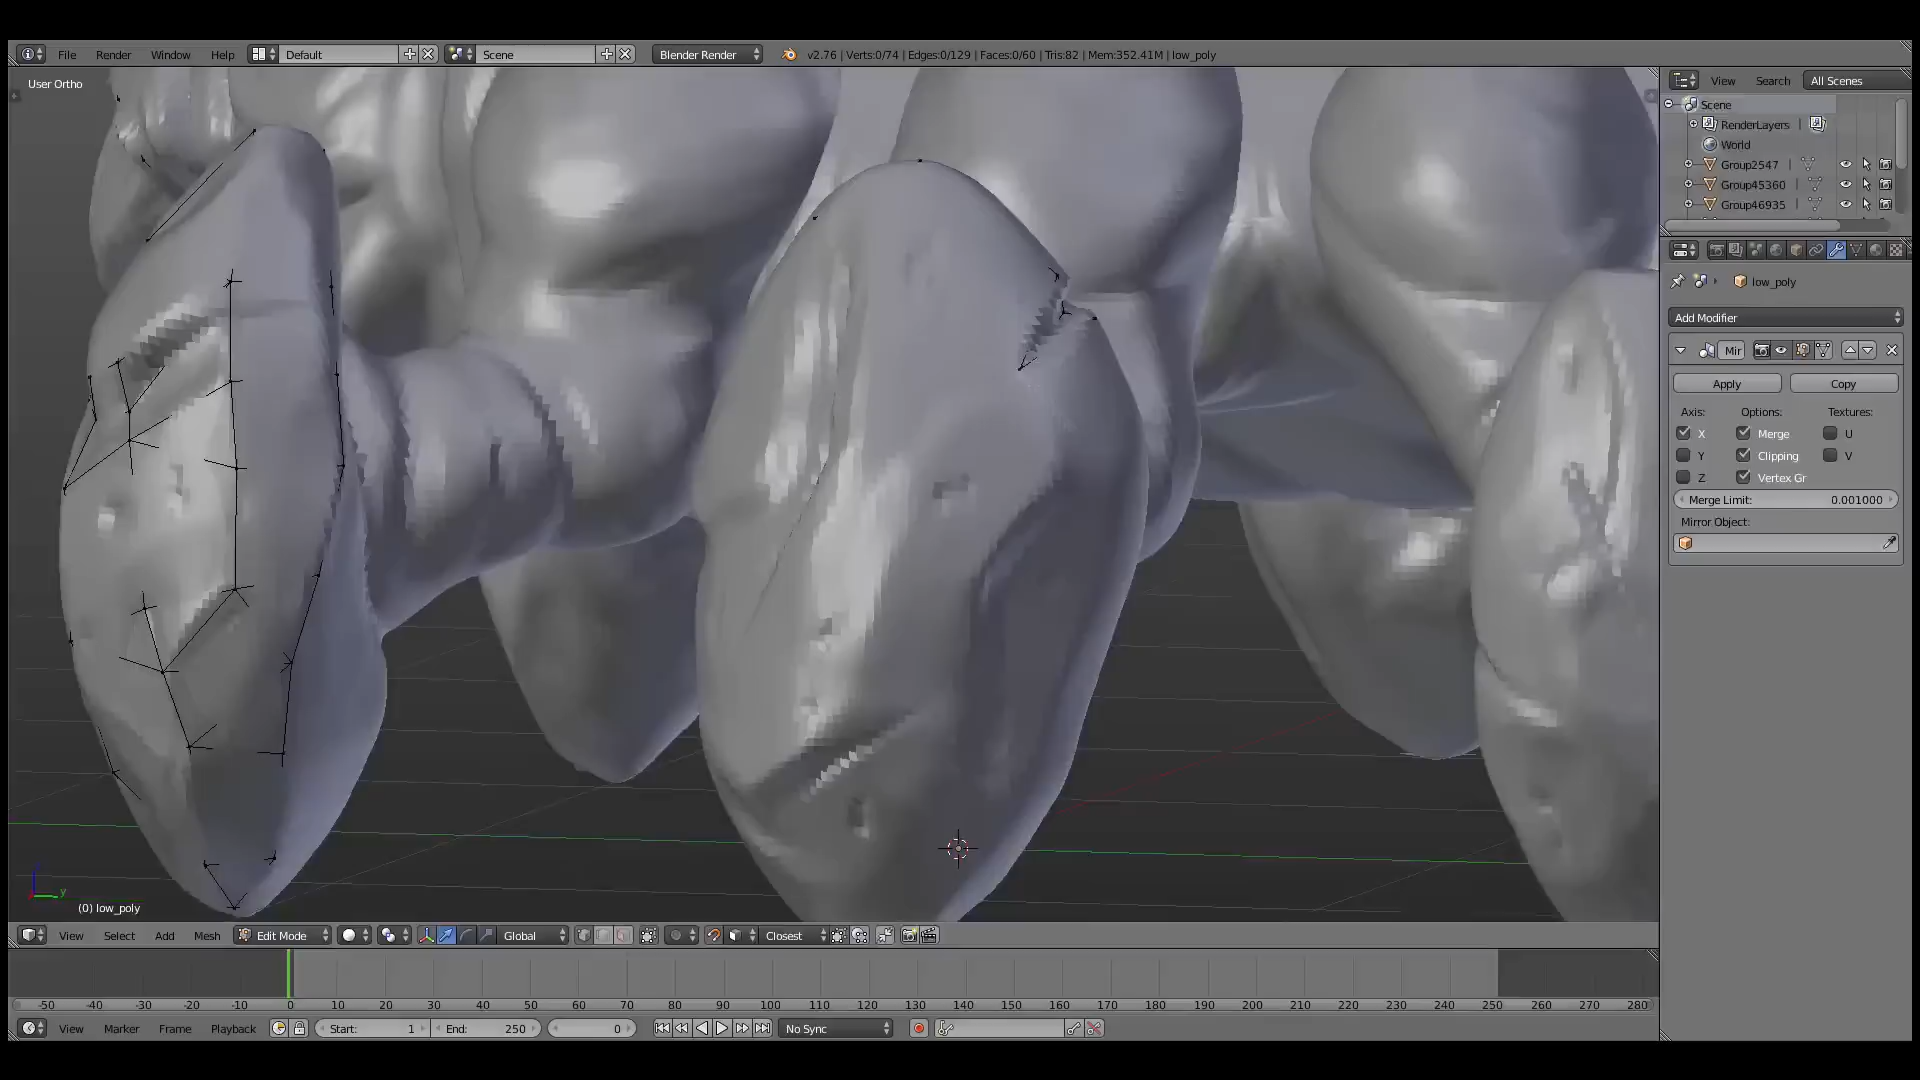 File Render Window Help Default Scene Blender Render v2.76 | Verts:0/74 | Edges:0/129 | Faces:0/60 | Tris:82 | Mem:352.41M | low_poly
User Ortho
View Search All Scenes
Scene
RenderLayers |
World
Group2547
Group45360
Group46935
low_poly
Add Modifier
Mir
Apply Copy
Axis: Options: Textures:
X Merge U
Y Clipping V
Z Vertex Gr
Merge Limit: 0.001000
Mirror Object:
y
(0) low_poly
View Select Add Mesh Edit Mode Global Closest
-50 -40 -30 -20 -10 0 10 20 30 40 50 60 70 80 90 100 110 120 130 140 150 160 170 180 190 200 210 220 230 240 250 260 270 280
View Marker Frame Playback Start: 1 End: 250 0 No Sync